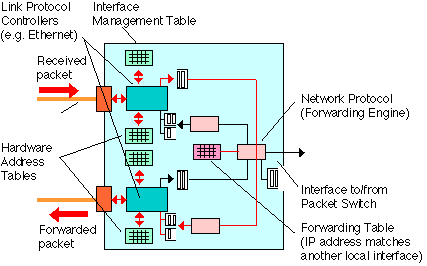 Link Protocol
Controllers
(e.g. Ethernet)
Interface
Management Table
Received
packet
Network Protocol
(Forwarding Engine)
Hardware
Address
Tables
Interface to/from
Packet Switch
Forwarded
packet
Forwarding Table
(IP address matches
another local interface)